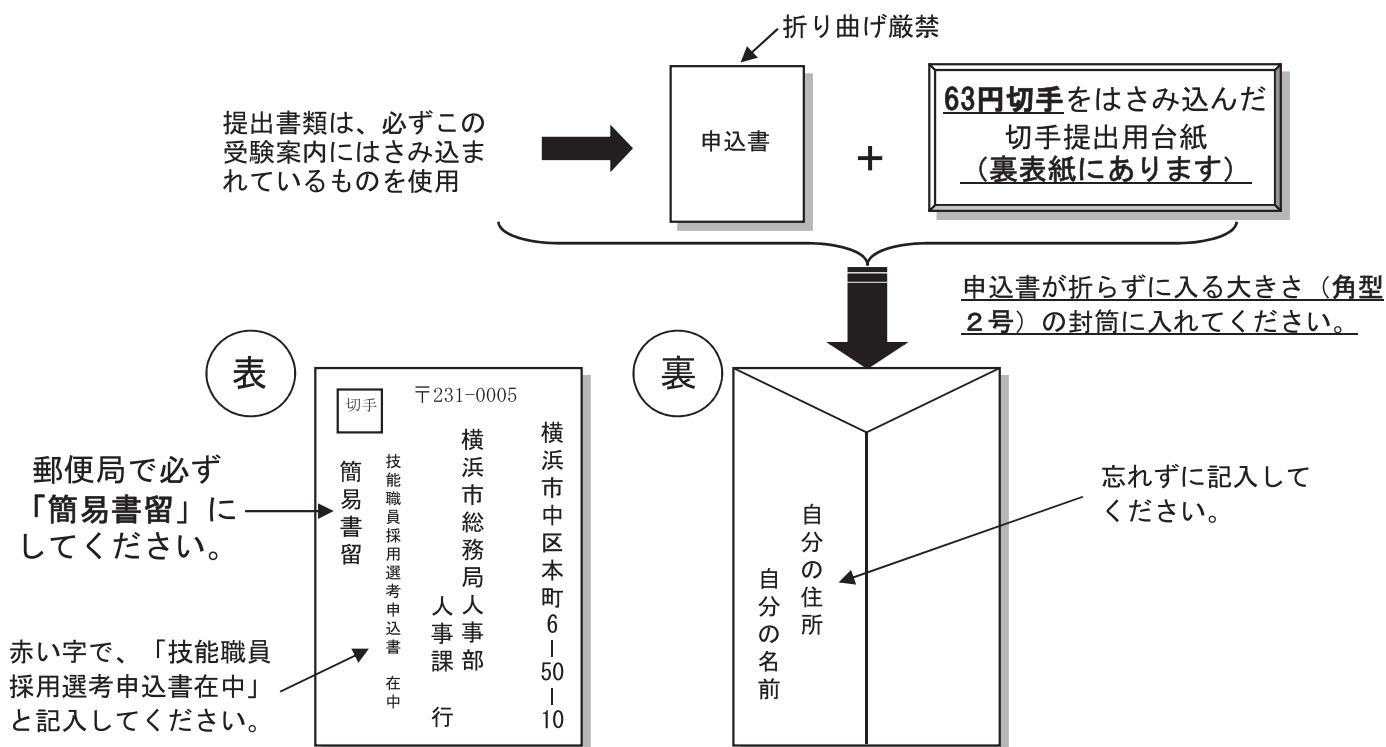 折り曲げ厳禁
提出書類は、必ずこの
受験案内にはさみ込ま
れているものを使用
申込書
+
63円切手をはさみ込んだ
切手提出用台紙
（裏表紙にあります）
申込書が折らずに入る大きさ（角型
２号）の封筒に入れてください。
表
切手
〒231-0005
横浜市中区本町6-50-10
横浜市総務局人事部
人事課　行
技能職員採用選考申込書　在中
簡易書留
郵便局で必ず
「簡易書留」に
してください。
赤い字で、「技能職員
採用選考申込書在中」
と記入してください。
裏
自分の住所
自分の名前
忘れずに記入して
ください。